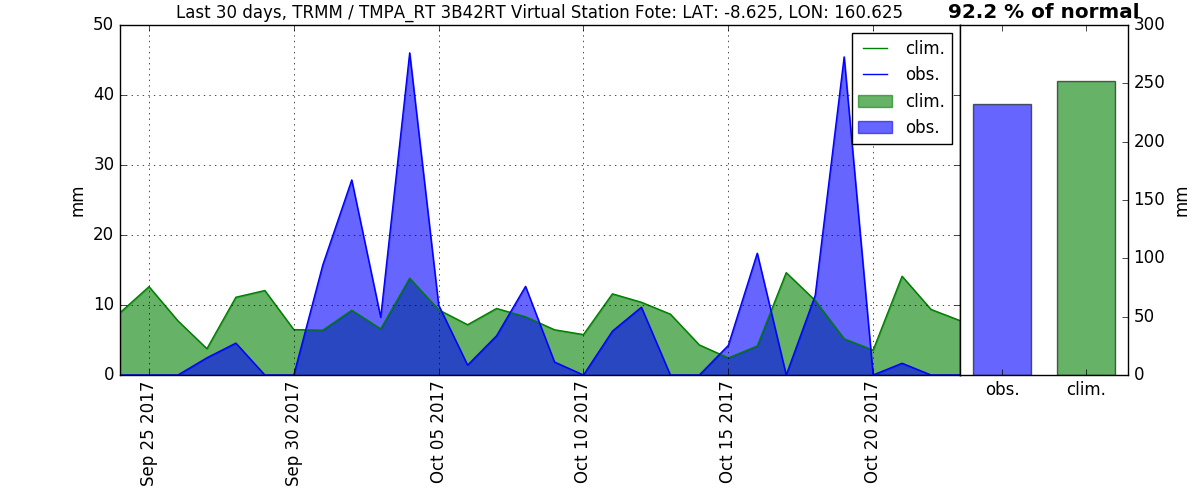 Last 30 days, TRMM / TMPA_RT 3B42RT Virtual Station Fote: LAT: -8.625, LON: 160.625
92.2 % of normal
50
40
30
20
10
0
mm
clim.
obs.
clim.
obs.
300
250
200
150
100
50
0
mm
Sep 25 2017
Sep 30 2017
Oct 05 2017
Oct 10 2017
Oct 15 2017
Oct 20 2017
obs.
clim.